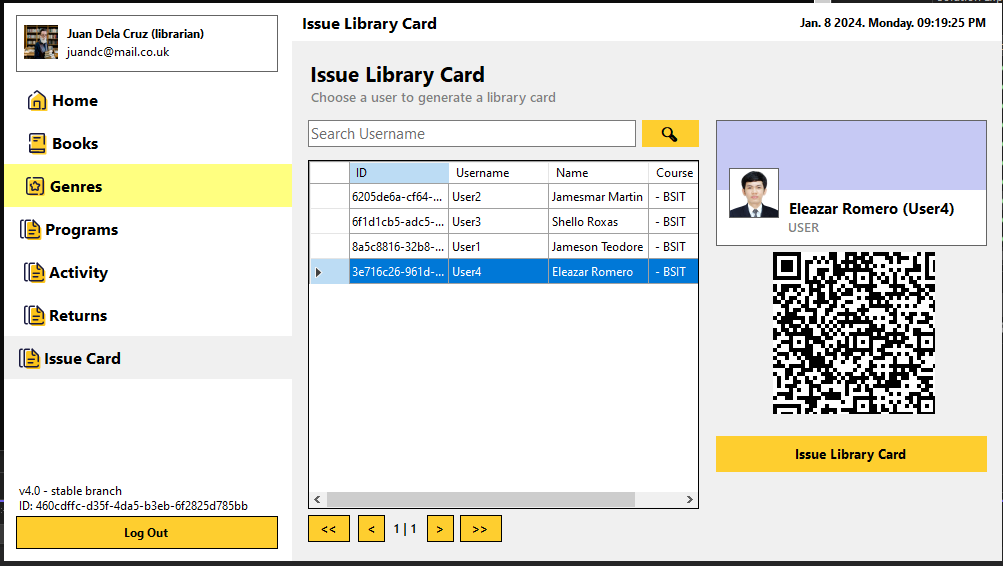 Juan Dela Cruz (librarian)
juandc@mail.co.uk
Home
Books
Genres
Programs
Activity
Returns
Issue Card
v4.0 - stable branch
ID: 460cdffc-d35f-4da5-b3eb-6f2825d785bb
Log Out
Issue Library Card
Jan. 8 2024. Monday. 09:19:25 PM
Issue Library Card
Choose a user to generate a library card
Search Username
ID Username Name Course
6205de6a-cf64-... User2 Jamesmar Martin - BSIT
6f1d1cb5-adc5-... User3 Shello Roxas - BSIT
8a5c8816-32b8-... User1 Jameson Teodore - BSIT
3e716c26-961d-... User4 Eleazar Romero - BSIT
<< < 1 | 1 > >>
Eleazar Romero (User4)
USER
Issue Library Card